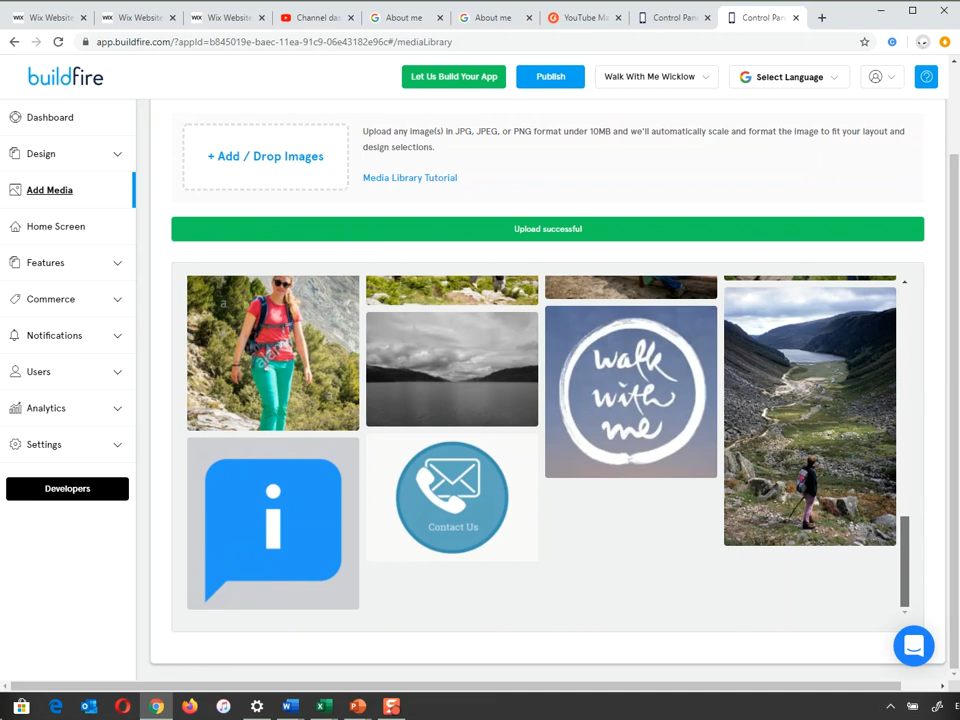 Wix Website
Wix Website
Wix Website
Channel das
About me
About me
YouTube Ma
Control Pan
Control Pan
app.buildfire.com/?appId=b845019e-baec-11ea-91c9-06e43182e96c#/mediaLibrary
buildfire
Let Us Build Your App
Publish
Walk With Me Wicklow
Select Language
Dashboard
Design
Add Media
Home Screen
Features
Commerce
Notifications
Users
Analytics
Settings
Developers
+ Add / Drop Images
Upload any image(s) in JPG, JPEG, or PNG format under 10MB and we'll automatically scale and format the image to fit your layout and
design selections.
Media Library Tutorial
Upload successful
walk
with
me
i
Contact Us